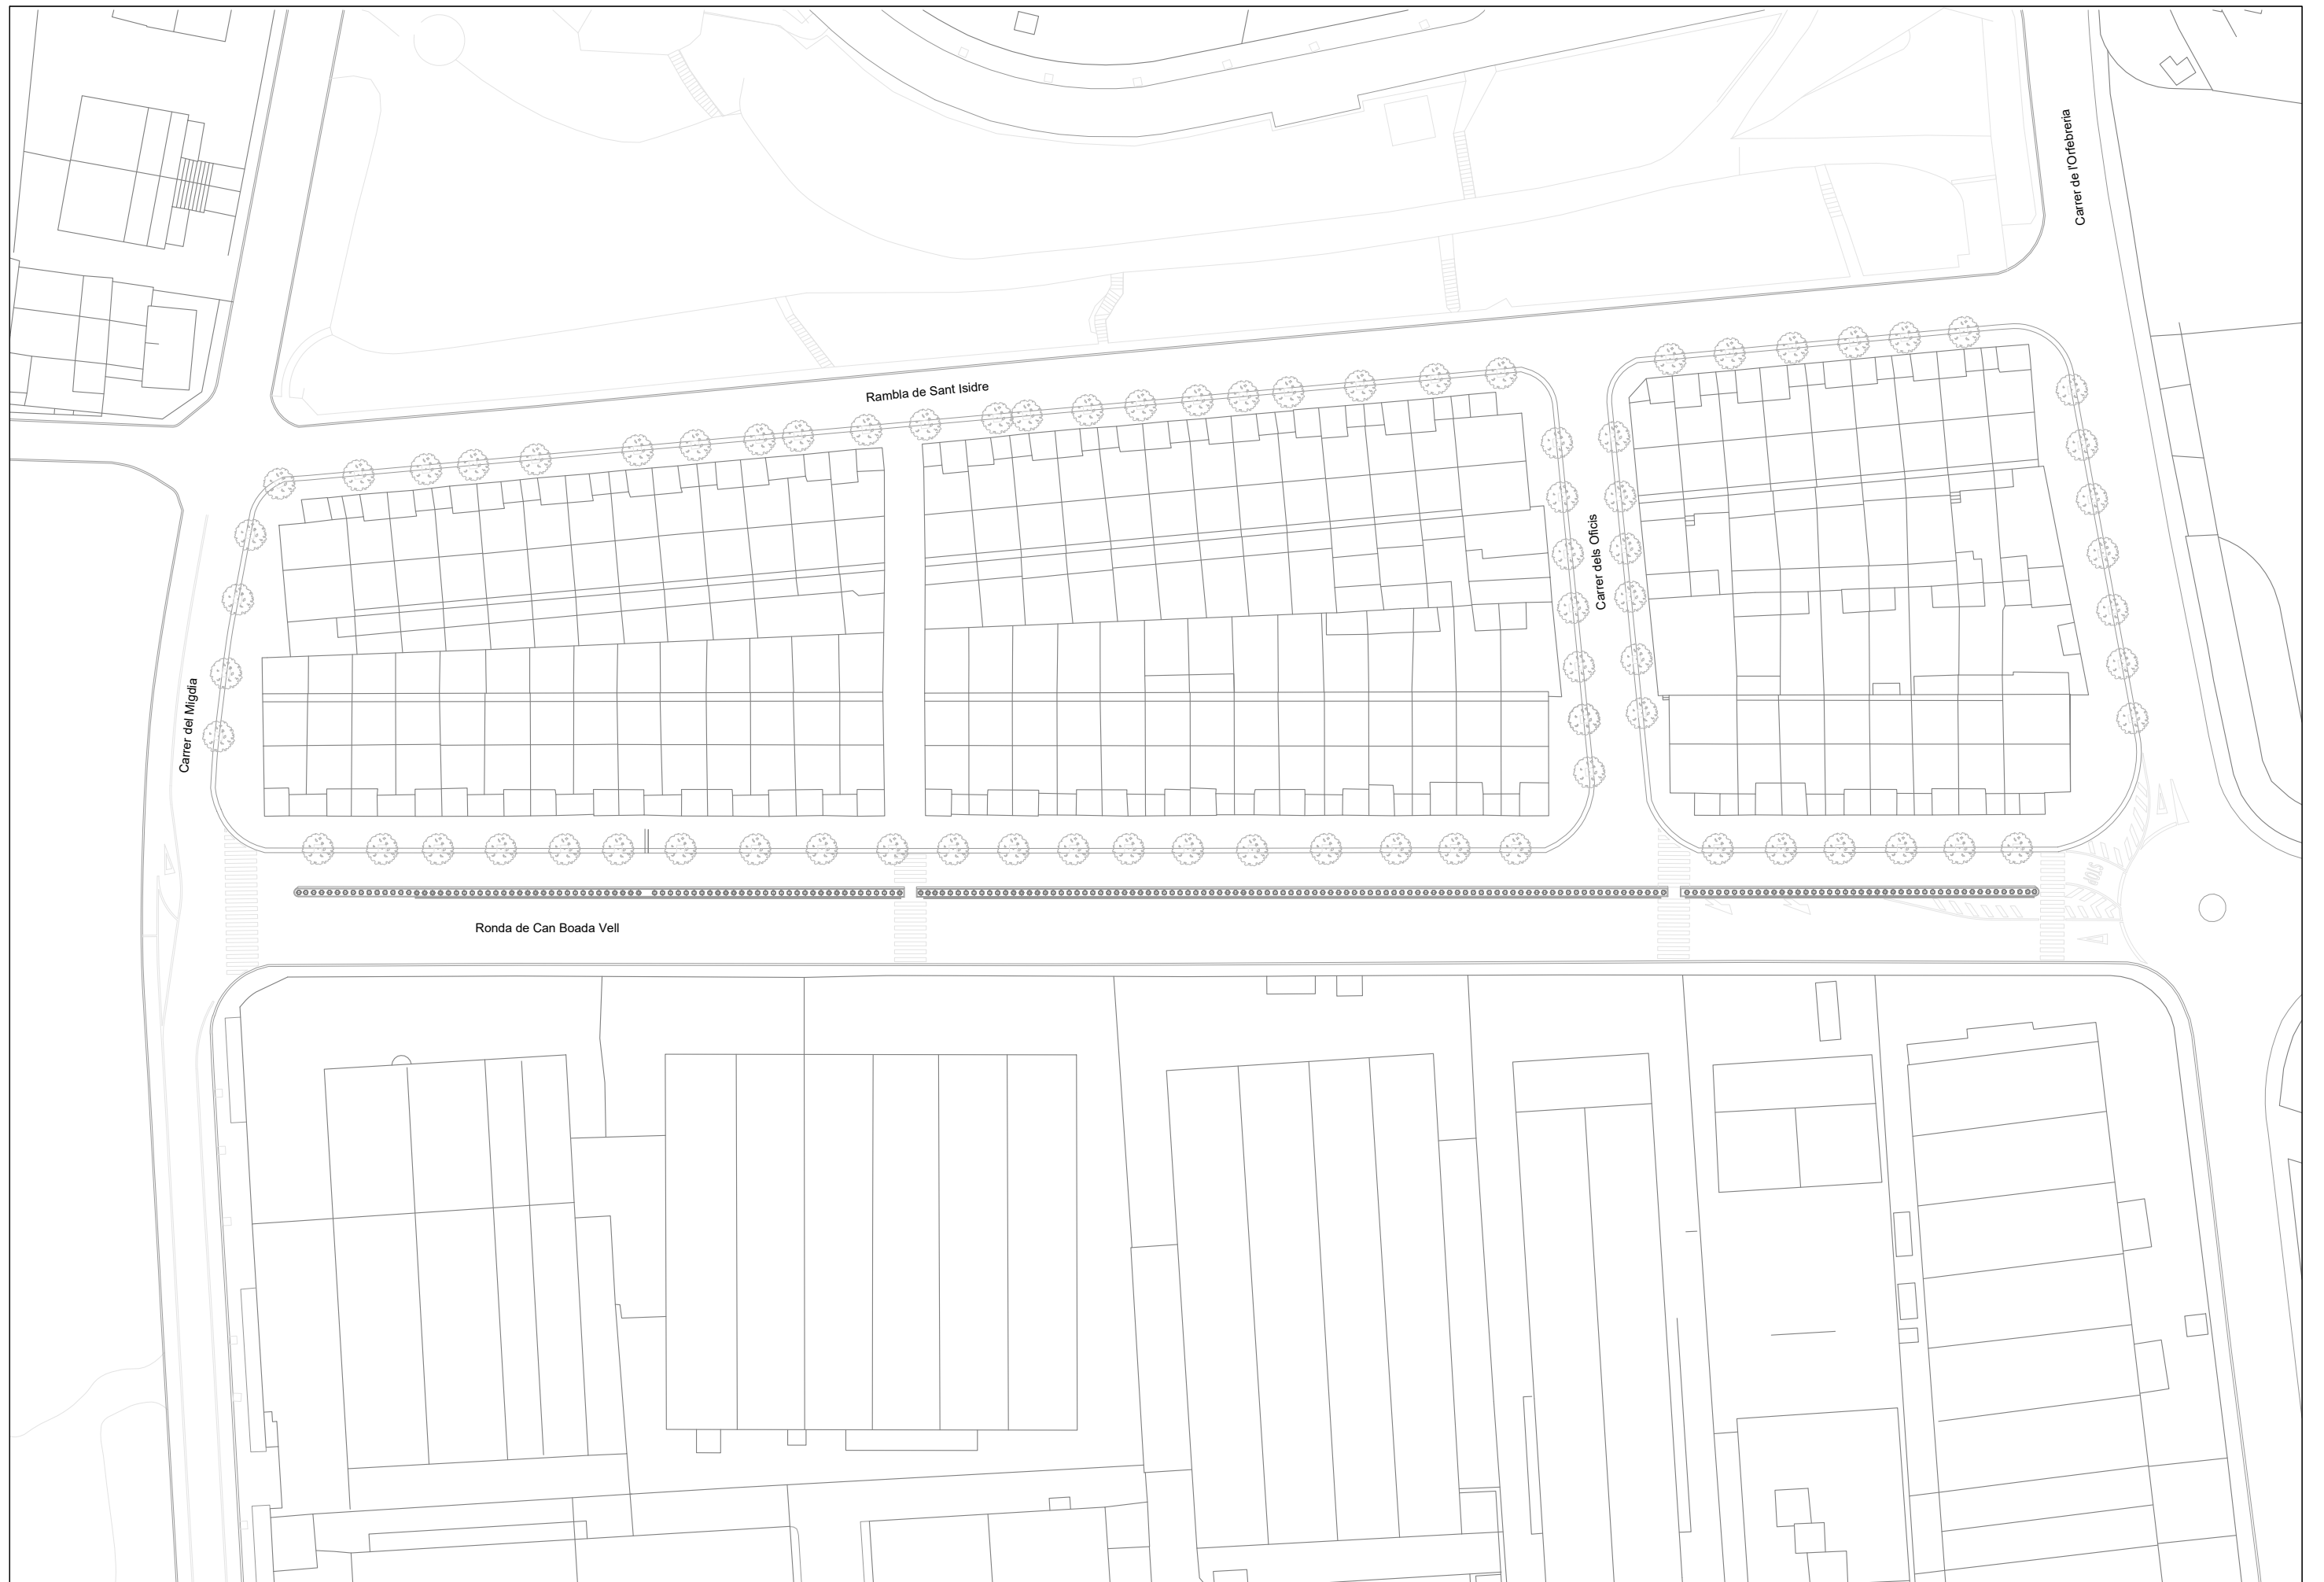 Carrer de l'Orfebreria
Rambla de Sant Isidre
Carrer dels Oficis
Carrer del Migdia
Ronda de Can Boada Vell